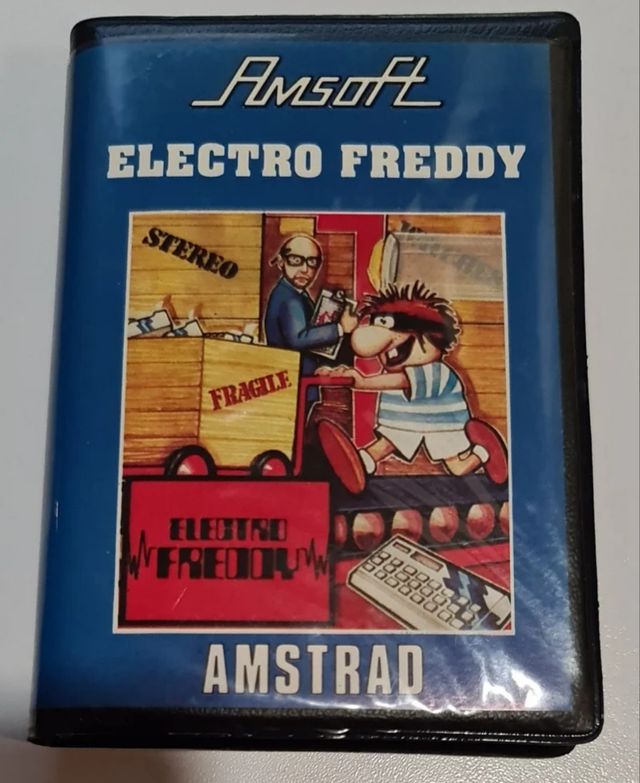 Amsoft
ELECTRO FREDDY
STEREO
FRAGILE
ELECTRO
FREDDY
AMSTRAD